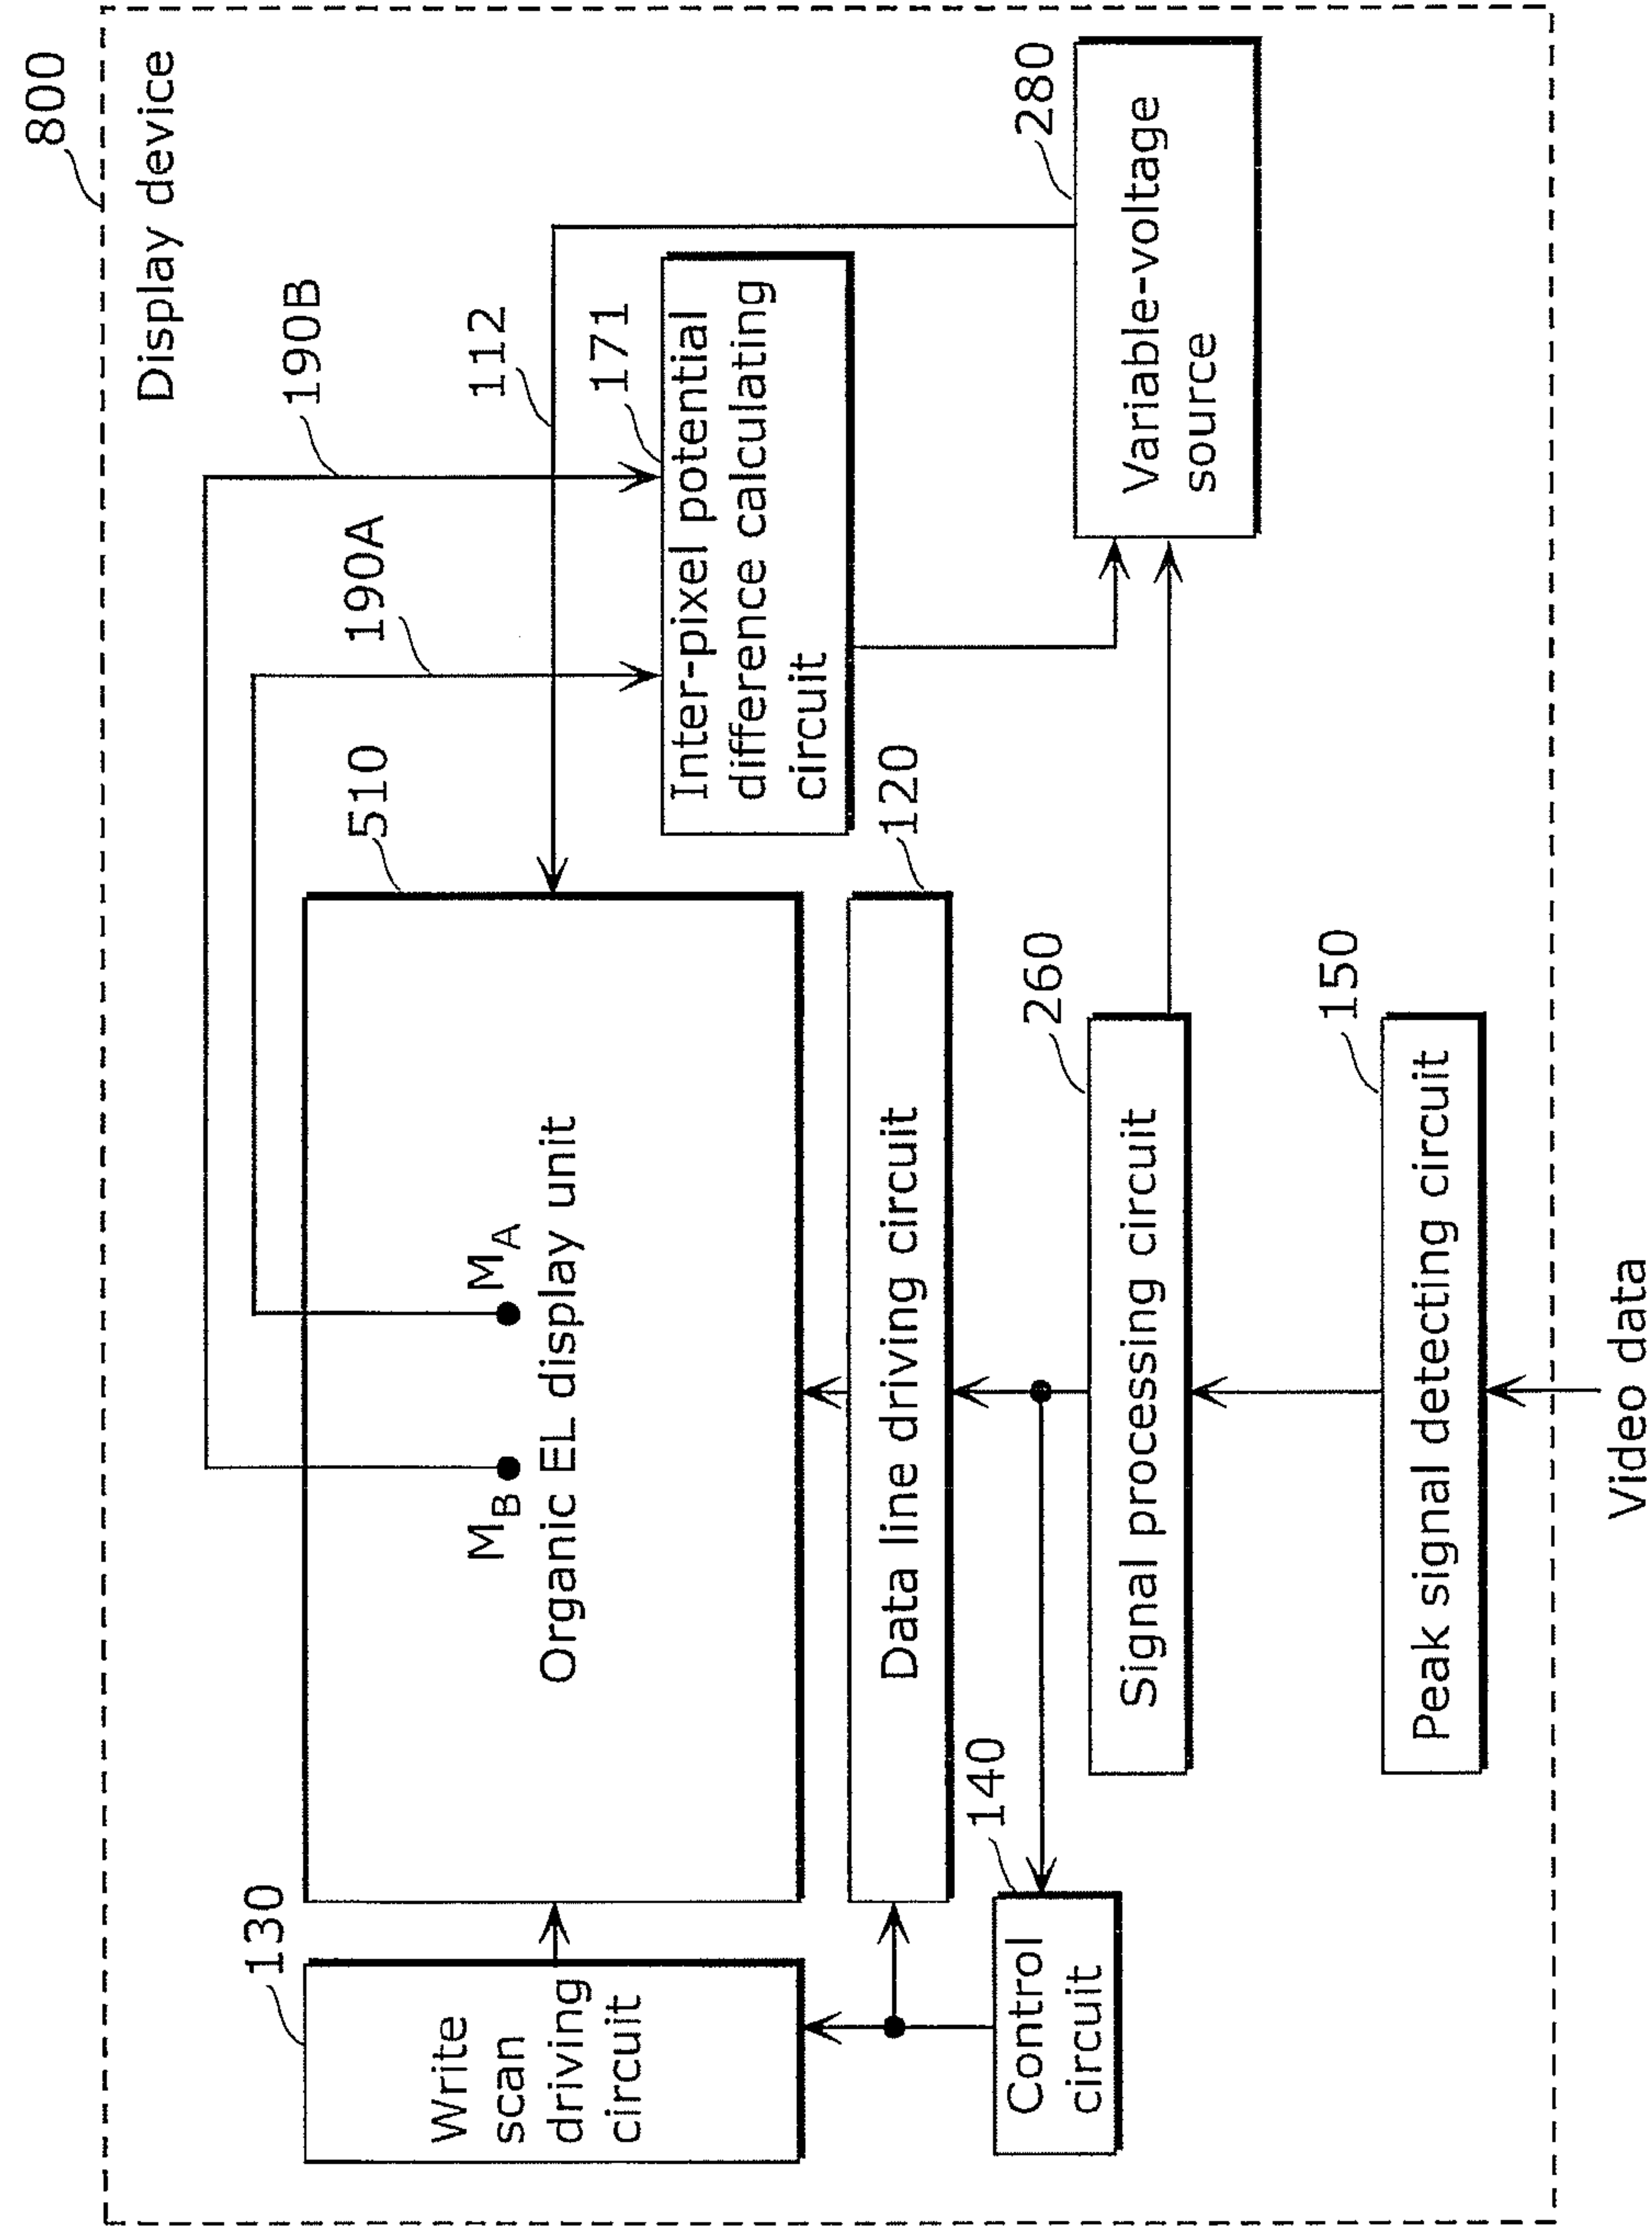 800
Display device
190B
190A
112
510
MB
MA
Organic EL display unit
130
Write
scan
driving
circuit
171
Inter-pixel potential
difference calculating
circuit
120
Data line driving circuit
140
Control
circuit
260
Signal processing circuit
280
Variable-voltage
source
150
Peak signal detecting circuit
Video data